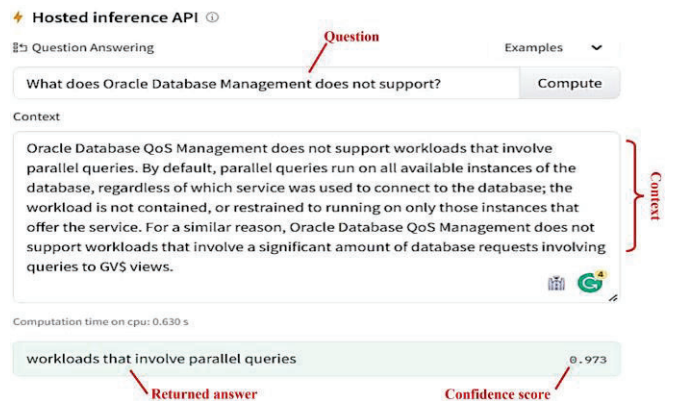 Hosted inference API
Question
Question Answering
Examples
What does Oracle Database Management does not support?
Compute
Context
Oracle Database QoS Management does not support workloads that involve
parallel queries. By default, parallel queries run on all available instances of the
database, regardless of which service was used to connect to the database; the
workload is not contained, or restrained to running on only those instances that
offer the service. For a similar reason, Oracle Database QoS Management does not
support workloads that involve a significant amount of database requests involving
queries to GV$ views.
Context
4
Computation time on cpu: 0.630 s
workloads that involve parallel queries
0.973
Returned answer
Confidence score